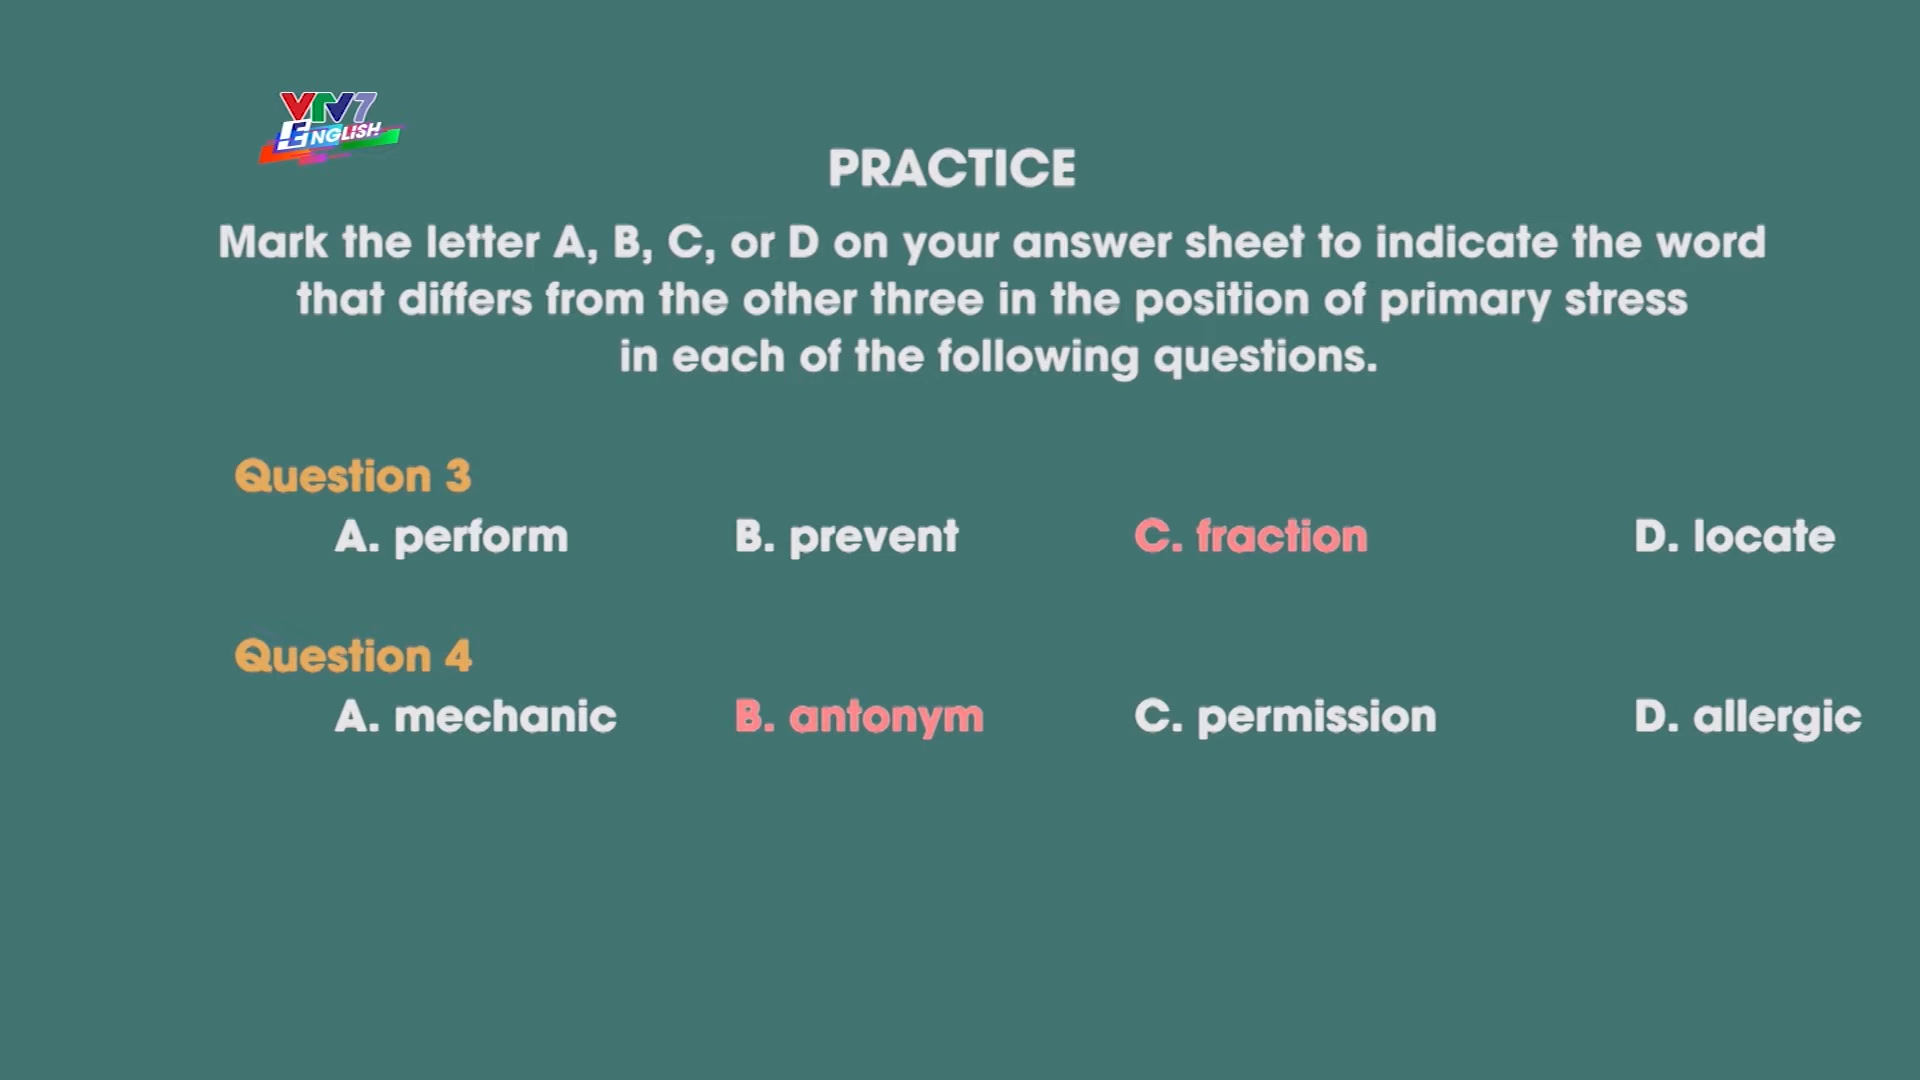 VTV7
ENGLISH
PRACTICE
Mark the letter A, B, C, or D on your answer sheet to indicate the word
that differs from the other three in the position of primary stress
in each of the following questions.
Question 3
A. perform B. prevent C. fraction D. locate
Question 4
A. mechanic B. antonym C. permission D. allergic